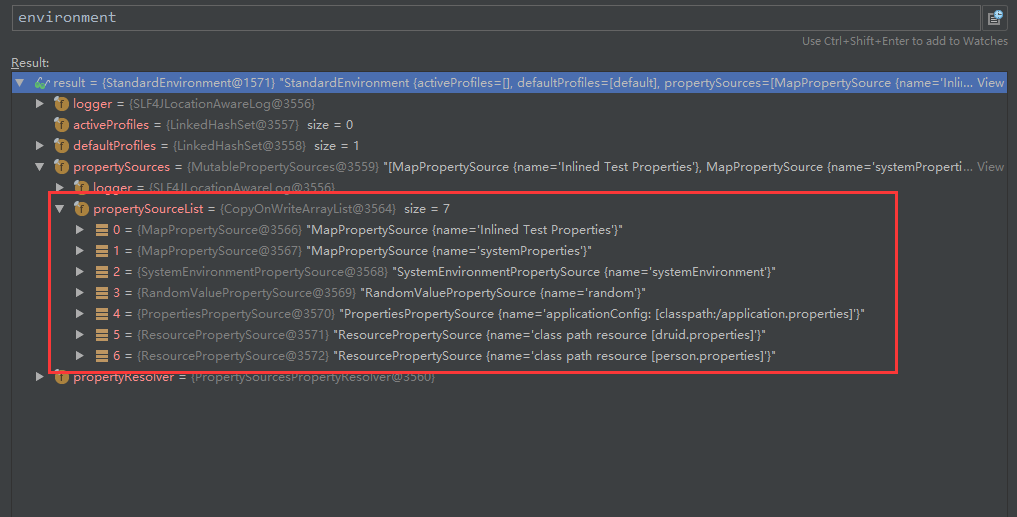 environment
Use Ctrl+Shift+Enter to add to Watches
Result:
result = {StandardEnvironment@1571} "StandardEnvironment {activeProfiles=[], defaultProfiles=[default], propertySources=[MapPropertySource {name='Inli... View
f logger = {SLF4JLocationAwareLog@3556}
f activeProfiles = {LinkedHashSet@3557} size = 0
f defaultProfiles = {LinkedHashSet@3558} size = 1
f propertySources = {MutablePropertySources@3559} "[MapPropertySource {name='Inlined Test Properties'}, MapPropertySource {name='systemProperti... View
f logger = {SLF4JLocationAwareLog@3556}
f propertySourceList = {CopyOnWriteArrayList@3564} size = 7
0 = {MapPropertySource@3566} "MapPropertySource {name='Inlined Test Properties'}"
1 = {MapPropertySource@3567} "MapPropertySource {name='systemProperties'}"
2 = {SystemEnvironmentPropertySource@3568} "SystemEnvironmentPropertySource {name='systemEnvironment'}"
3 = {RandomValuePropertySource@3569} "RandomValuePropertySource {name='random'}"
4 = {PropertiesPropertySource@3570} "PropertiesPropertySource {name='applicationConfig: [classpath:/application.properties]'}"
5 = {ResourcePropertySource@3571} "ResourcePropertySource {name='class path resource [druid.properties]'}"
6 = {ResourcePropertySource@3572} "ResourcePropertySource {name='class path resource [person.properties]'}"
f propertyResolver = {PropertySourcesPropertyResolver@3560}